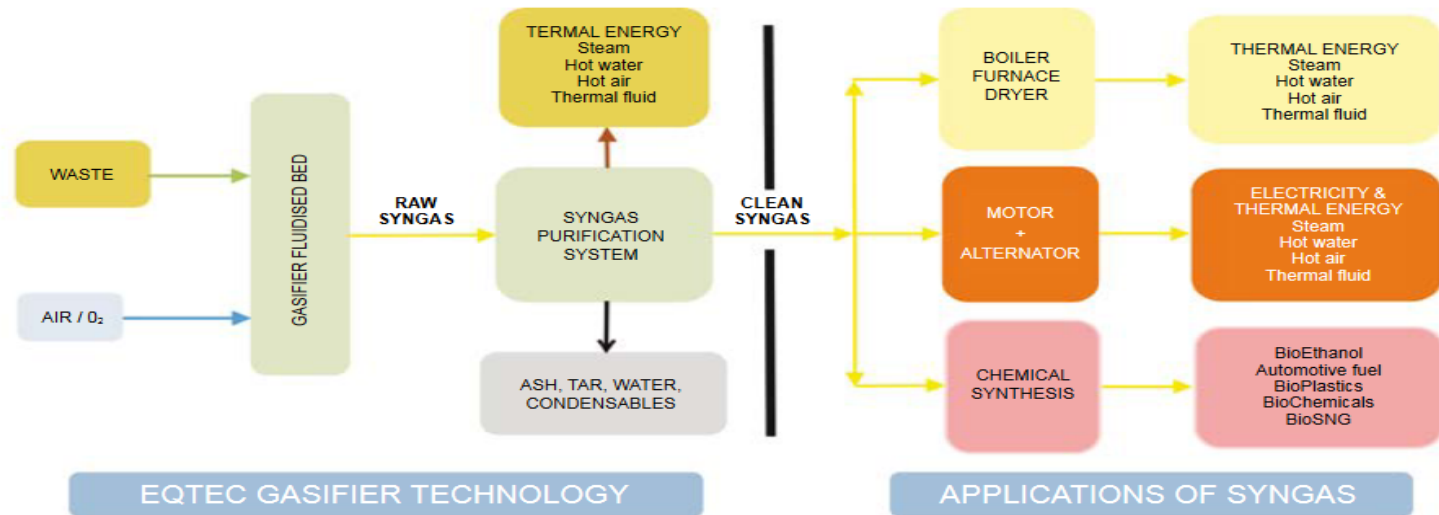 WASTE
AIR / 0₂
GASIFIER FLUIDISED BED
RAW
SYNGAS
TERMAL ENERGY
Steam
Hot water
Hot air
Thermal fluid
SYNGAS
PURIFICATION
SYSTEM
ASH, TAR, WATER,
CONDENSABLES
CLEAN
SYNGAS
BOILER
FURNACE
DRYER
THERMAL ENERGY
Steam
Hot water
Hot air
Thermal fluid
MOTOR
+
ALTERNATOR
ELECTRICITY &
THERMAL ENERGY
Steam
Hot water
Hot air
Thermal fluid
CHEMICAL
SYNTHESIS
BioEthanol
Automotive fuel
BioPlastics
BioChemicals
BioSNG
EQTEC GASIFIER TECHNOLOGY
APPLICATIONS OF SYNGAS